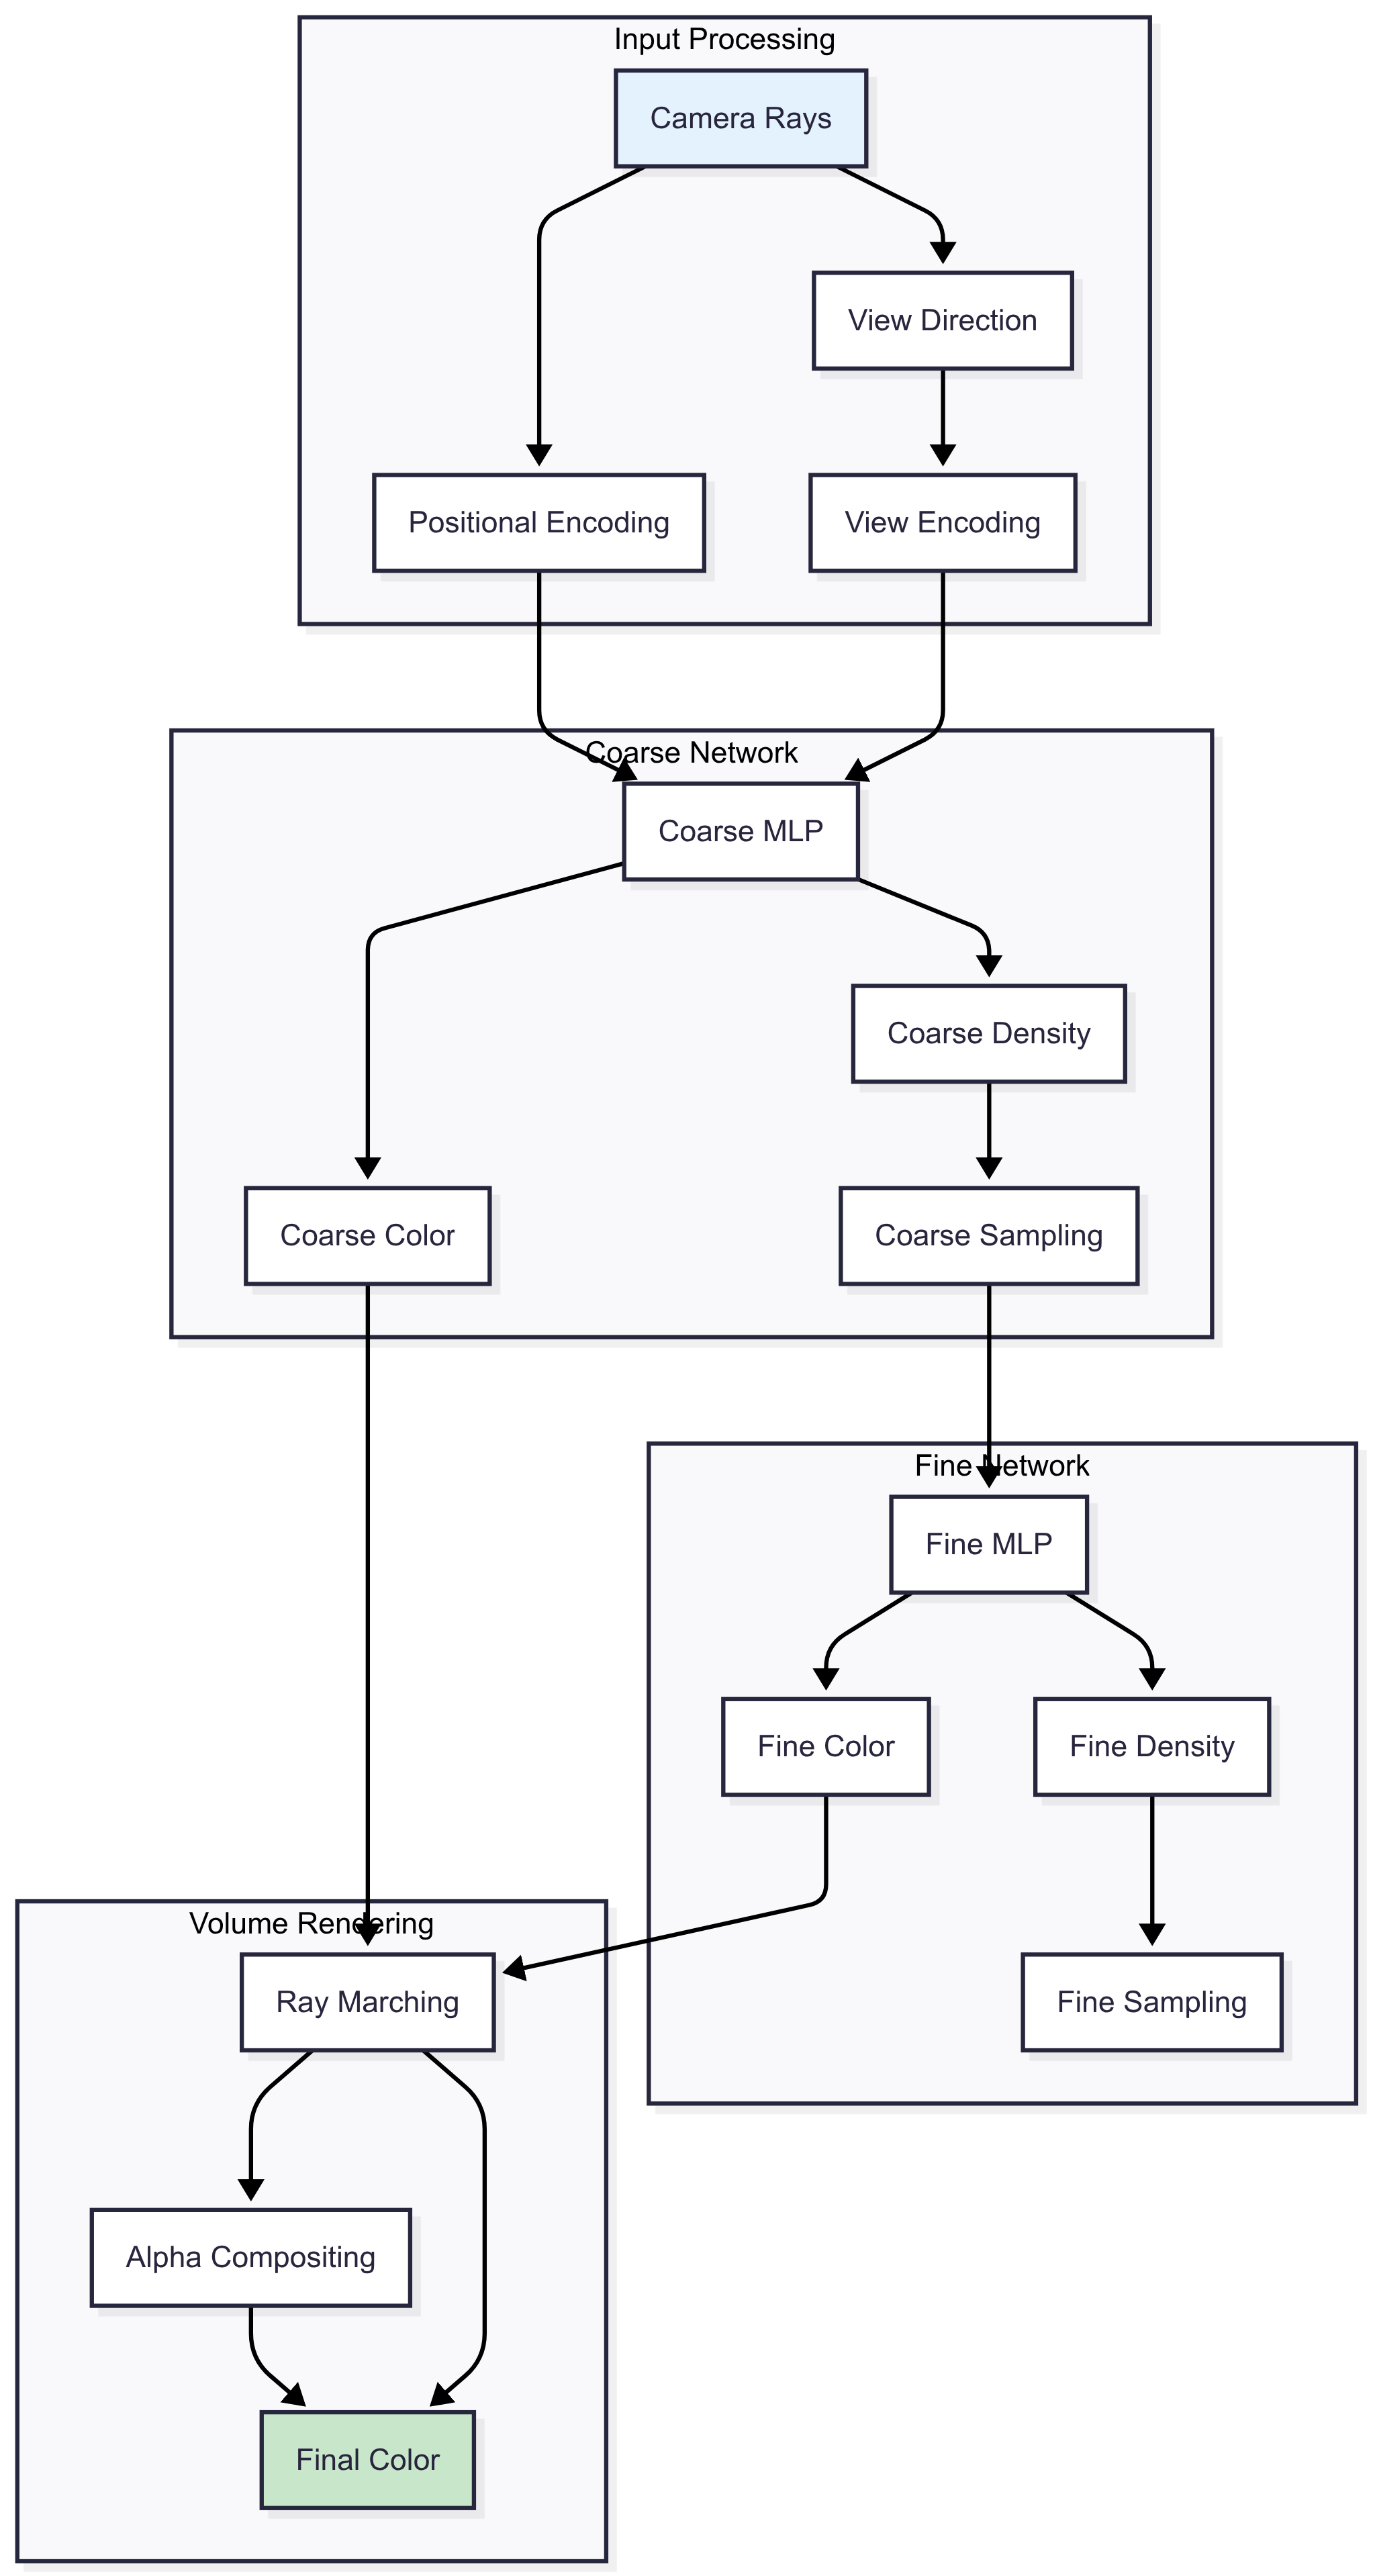 Input Processing
Camera Rays
View Direction
Positional Encoding
View Encoding
Coarse Network
Coarse MLP
Coarse Density
Coarse Color
Coarse Sampling
Fine Network
Fine MLP
Fine Color
Fine Density
Volume Rendering
Ray Marching
Fine Sampling
Alpha Compositing
Final Color